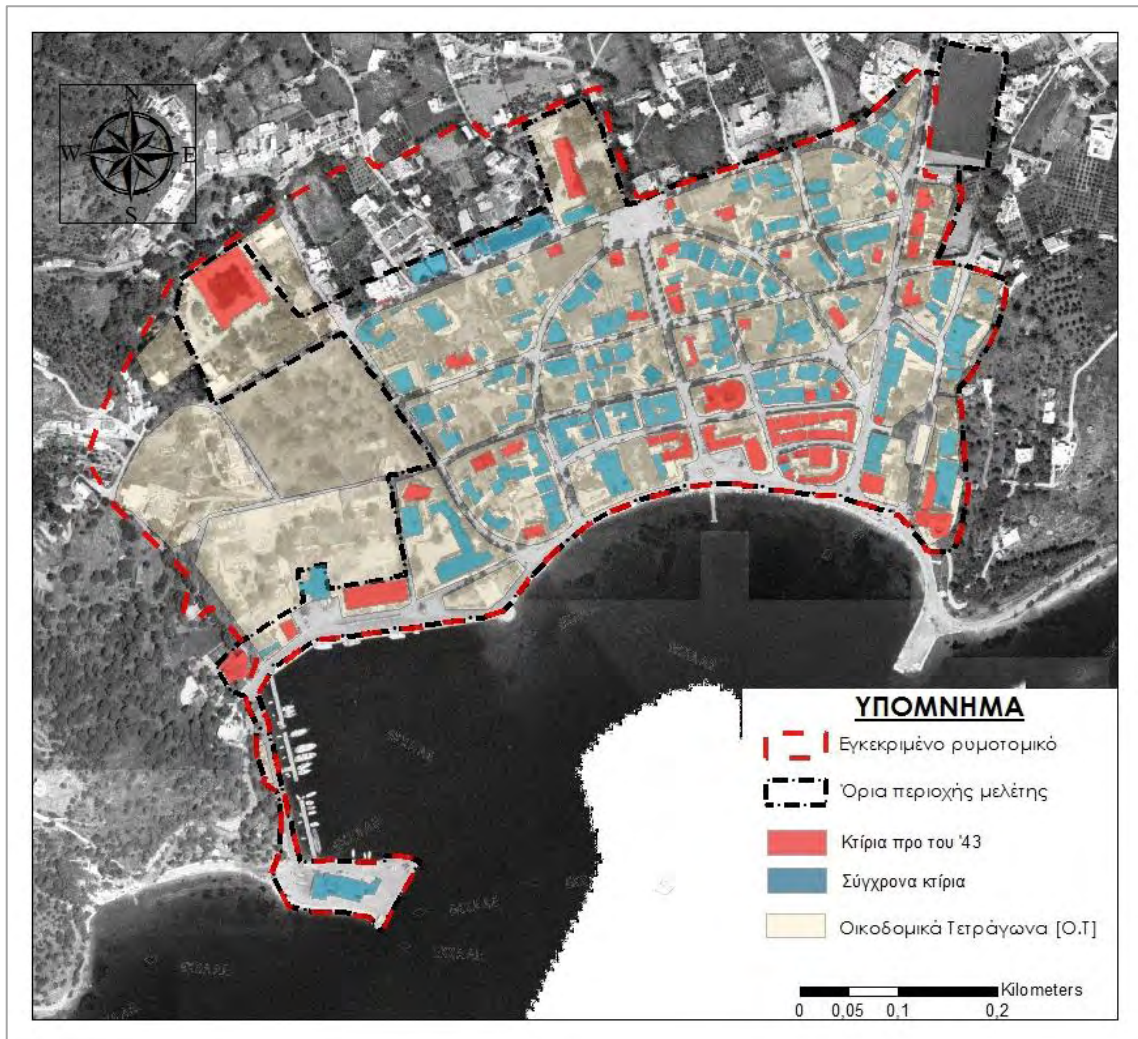 N
W E
S
ΥΠΟΜΝΗΜΑ
Εγκεκριμένο ρυμοτομικό
Όρια περιοχής μελέτης
Κτίρια προ του '43
Σύγχρονα κτίρια
Οικοδομικά Τετράγωνα [Ο.Τ]
Kilometers
0 0,05 0,1 0,2